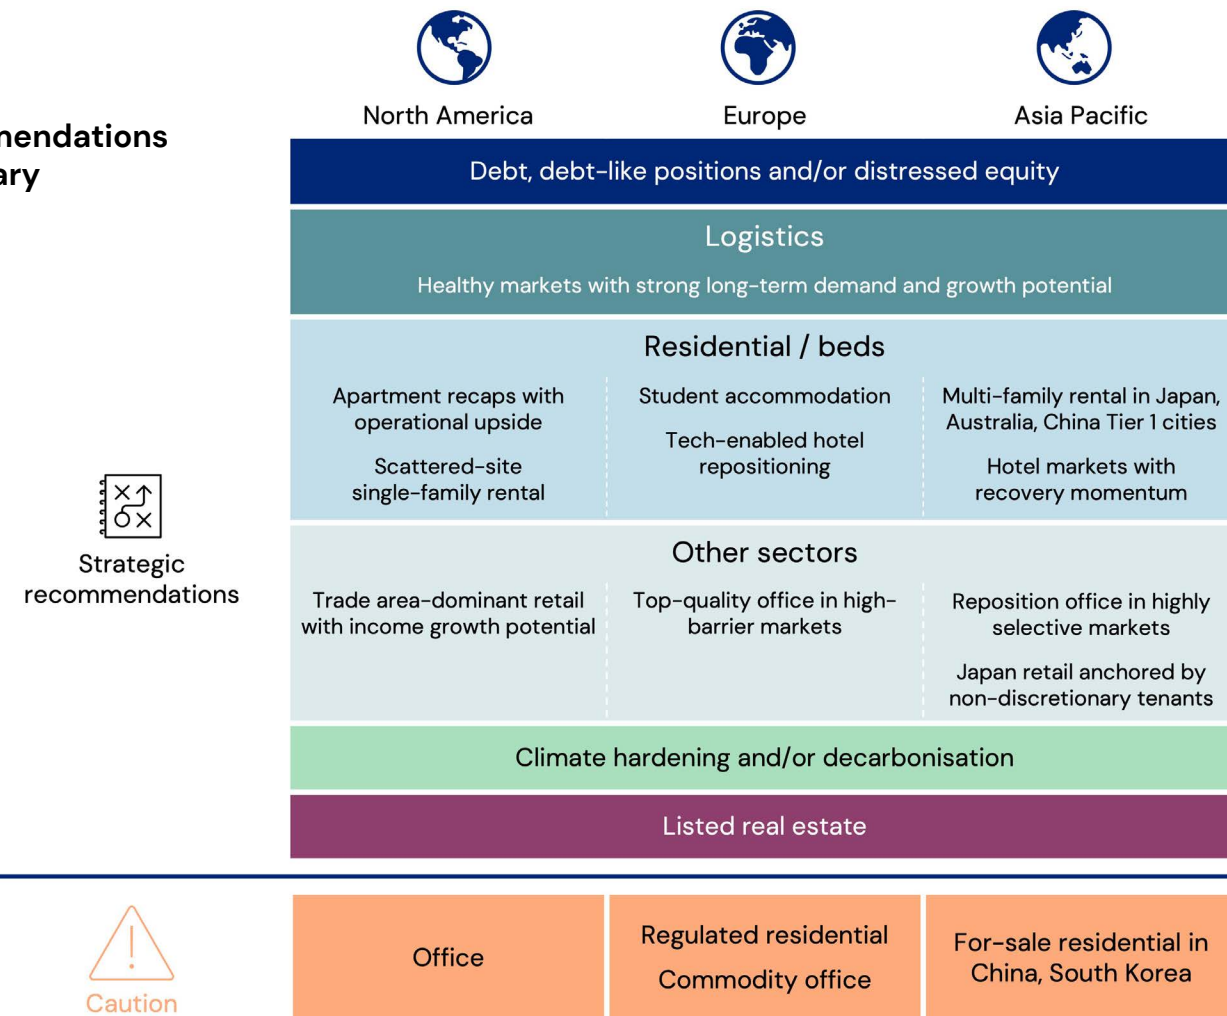 North America
Europe
Asia Pacific
Debt, debt-like positions and/or distressed equity
Logistics
Healthy markets with strong long-term demand and growth potential
Residential / beds
Apartment recaps with
operational upside
Scattered-site
single-family rental
Student accommodation
Tech-enabled hotel
repositioning
Multi-family rental in Japan,
Australia, China Tier 1 cities
Hotel markets with
recovery momentum
Strategic
recommendations
Other sectors
Trade area-dominant retail
with income growth potential
Top-quality office in high-
barrier markets
Reposition office in highly
selective markets
Japan retail anchored by
non-discretionary tenants
Climate hardening and/or decarbonisation
Listed real estate
Caution
Office
Regulated residential
Commodity office
For-sale residential in
China, South Korea